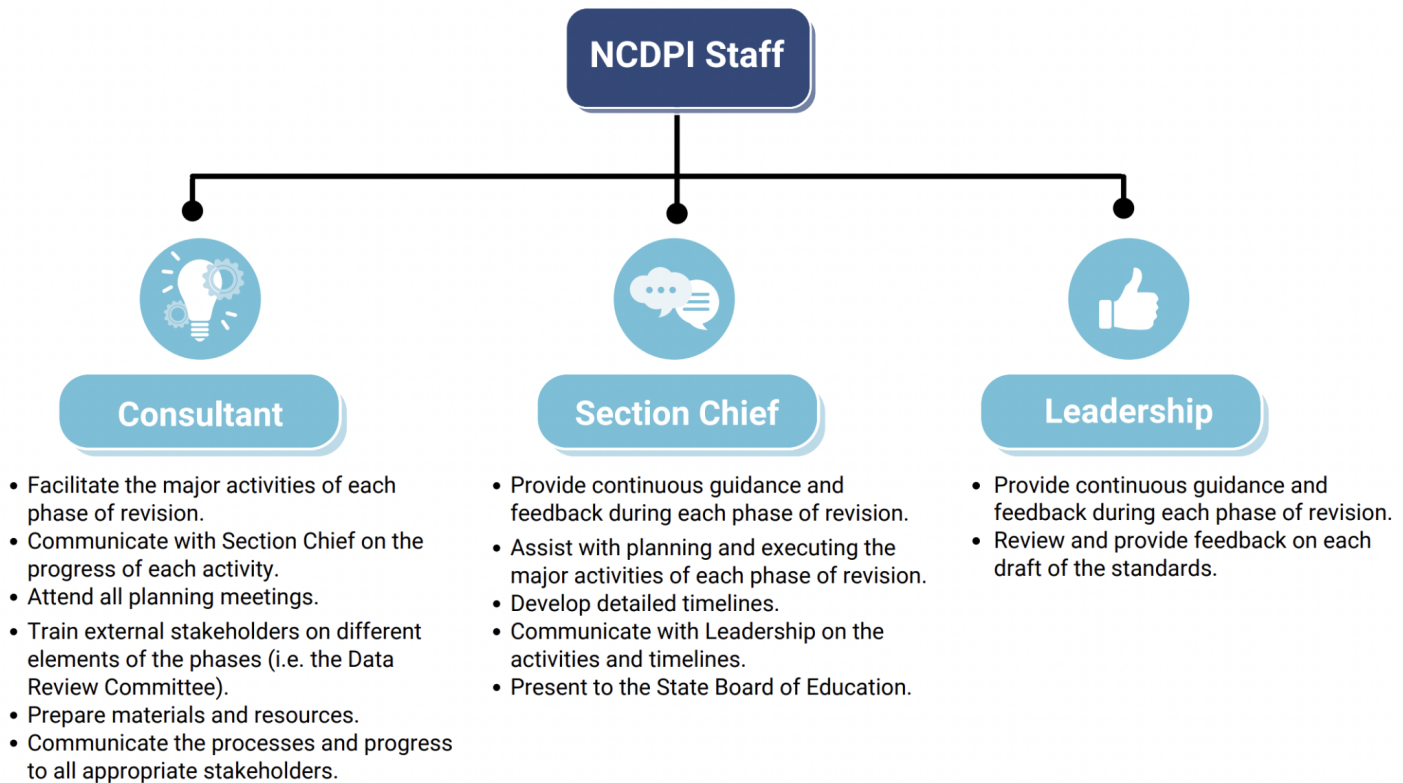 NCDPI Staff
Consultant
• Facilitate the major activities of each
phase of revision.
• Communicate with Section Chief on the
progress of each activity.
• Attend all planning meetings.
• Train external stakeholders on different
elements of the phases (i.e. the Data
Review Committee).
• Prepare materials and resources.
• Communicate the processes and progress
to all appropriate stakeholders.
Section Chief
• Provide continuous guidance and
feedback during each phase of revision.
• Assist with planning and executing the
major activities of each phase of revision.
• Develop detailed timelines.
• Communicate with Leadership on the
activities and timelines.
• Present to the State Board of Education.
Leadership
• Provide continuous guidance and
feedback during each phase of revision.
• Review and provide feedback on each
draft of the standards.